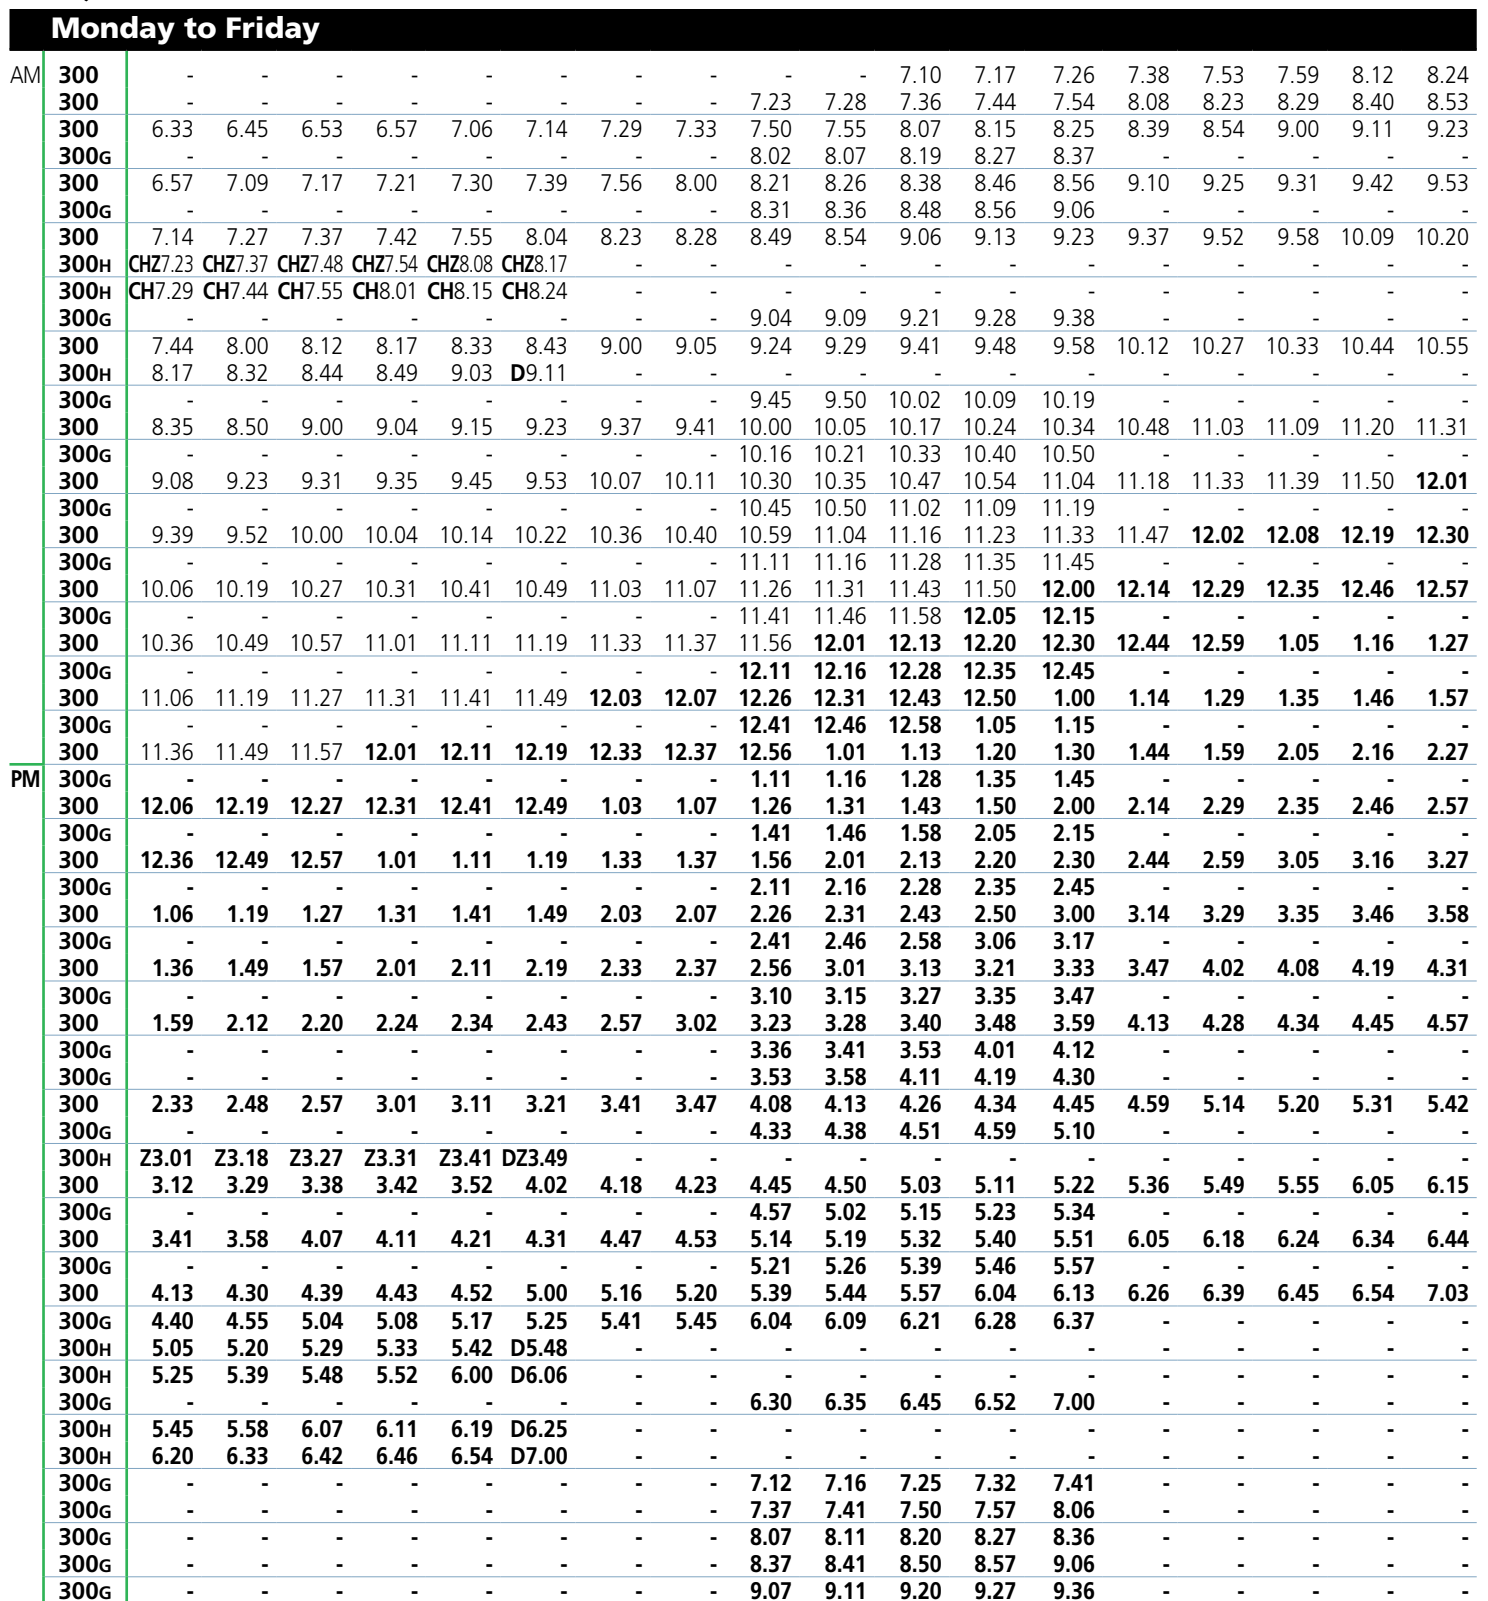 Monday to Friday
AM 300 - - - - - - - - - - 7.10 7.17 7.26 7.38 7.53 7.59 8.12 8.24
300 - - - - - - - - 7.23 7.28 7.36 7.44 7.54 8.08 8.23 8.29 8.40 8.53
300 6.33 6.45 6.53 6.57 7.06 7.14 7.29 7.33 7.50 7.55 8.07 8.15 8.25 8.39 8.54 9.00 9.11 9.23
300G - - - - - - - - 8.02 8.07 8.19 8.27 8.37 - - - - -
300 6.57 7.09 7.17 7.21 7.30 7.39 7.56 8.00 8.21 8.26 8.38 8.46 8.56 9.10 9.25 9.31 9.42 9.53
300G - - - - - - - - 8.31 8.36 8.48 8.56 9.06 - - - - -
300 7.14 7.27 7.37 7.42 7.55 8.04 8.23 8.28 8.49 8.54 9.06 9.13 9.23 9.37 9.52 9.58 10.09 10.20
300H CHZ7.23 CHZ7.37 CHZ7.48 CHZ7.54 CHZ8.08 CHZ8.17 - - - - - - - - - - - -
300H CH7.29 CH7.44 CH7.55 CH8.01 CH8.15 CH8.24 - - - - - - - - - - - -
300G - - - - - - - - 9.04 9.09 9.21 9.28 9.38 - - - - -
300 7.44 8.00 8.12 8.17 8.33 8.43 9.00 9.05 9.24 9.29 9.41 9.48 9.58 10.12 10.27 10.33 10.44 10.55
300H 8.17 8.32 8.44 8.49 9.03 D9.11 - - - - - - - - - - - -
300G - - - - - - - - 9.45 9.50 10.02 10.09 10.19 - - - - -
300 8.35 8.50 9.00 9.04 9.15 9.23 9.37 9.41 10.00 10.05 10.17 10.24 10.34 10.48 11.03 11.09 11.20 11.31
300G - - - - - - - - 10.16 10.21 10.33 10.40 10.50 - - - - -
300 9.08 9.23 9.31 9.35 9.45 9.53 10.07 10.11 10.30 10.35 10.47 10.54 11.04 11.18 11.33 11.39 11.50 12.01
300G - - - - - - - - 10.45 10.50 11.02 11.09 11.19 - - - - -
300 9.39 9.52 10.00 10.04 10.14 10.22 10.36 10.40 10.59 11.04 11.16 11.23 11.33 11.47 12.02 12.08 12.19 12.30
300G - - - - - - - - 11.11 11.16 11.28 11.35 11.45 - - - - -
300 10.06 10.19 10.27 10.31 10.41 10.49 11.03 11.07 11.26 11.31 11.43 11.50 12.00 12.14 12.29 12.35 12.46 12.57
300G - - - - - - - - 11.41 11.46 11.58 12.05 12.15 - - - - -
300 10.36 10.49 10.57 11.01 11.11 11.19 11.33 11.37 11.56 12.01 12.13 12.20 12.30 12.44 12.59 1.05 1.16 1.27
300G - - - - - - - - 12.11 12.16 12.28 12.35 12.45 - - - - -
300 11.06 11.19 11.27 11.31 11.41 11.49 12.03 12.07 12.26 12.31 12.43 12.50 1.00 1.14 1.29 1.35 1.46 1.57
300G - - - - - - - - 12.41 12.46 12.58 1.05 1.15 - - - - -
300 11.36 11.49 11.57 12.01 12.11 12.19 12.33 12.37 12.56 1.01 1.13 1.20 1.30 1.44 1.59 2.05 2.16 2.27
PM 300G - - - - - - - - 1.11 1.16 1.28 1.35 1.45 - - - - -
300 12.06 12.19 12.27 12.31 12.41 12.49 1.03 1.07 1.26 1.31 1.43 1.50 2.00 2.14 2.29 2.35 2.46 2.57
300G - - - - - - - - 1.41 1.46 1.58 2.05 2.15 - - - - -
300 12.36 12.49 12.57 1.01 1.11 1.19 1.33 1.37 1.56 2.01 2.13 2.20 2.30 2.44 2.59 3.05 3.16 3.27
300G - - - - - - - - 2.11 2.16 2.28 2.35 2.45 - - - - -
300 1.06 1.19 1.27 1.31 1.41 1.49 2.03 2.07 2.26 2.31 2.43 2.50 3.00 3.14 3.29 3.35 3.46 3.58
300G - - - - - - - - 2.41 2.46 2.58 3.06 3.17 - - - - -
300 1.36 1.49 1.57 2.01 2.11 2.19 2.33 2.37 2.56 3.01 3.13 3.21 3.33 3.47 4.02 4.08 4.19 4.31
300G - - - - - - - - 3.10 3.15 3.27 3.35 3.47 - - - - -
300 1.59 2.12 2.20 2.24 2.34 2.43 2.57 3.02 3.23 3.28 3.40 3.48 3.59 4.13 4.28 4.34 4.45 4.57
300G - - - - - - - - 3.36 3.41 3.53 4.01 4.12 - - - - -
300G - - - - - - - - 3.53 3.58 4.11 4.19 4.30 - - - - -
300 2.33 2.48 2.57 3.01 3.11 3.21 3.41 3.47 4.08 4.13 4.26 4.34 4.45 4.59 5.14 5.20 5.31 5.42
300G - - - - - - - - 4.33 4.38 4.51 4.59 5.10 - - - - -
300H Z3.01 Z3.18 Z3.27 Z3.31 Z3.41 DZ3.49 - - - - - - - - - - - -
300 3.12 3.29 3.38 3.42 3.52 4.02 4.18 4.23 4.45 4.50 5.03 5.11 5.22 5.36 5.49 5.55 6.05 6.15
300G - - - - - - - - 4.57 5.02 5.15 5.23 5.34 - - - - -
300 3.41 3.58 4.07 4.11 4.21 4.31 4.47 4.53 5.14 5.19 5.32 5.40 5.51 6.05 6.18 6.24 6.34 6.44
300G - - - - - - - - 5.21 5.26 5.39 5.46 5.57 - - - - -
300 4.13 4.30 4.39 4.43 4.52 5.00 5.16 5.20 5.39 5.44 5.57 6.04 6.13 6.26 6.39 6.45 6.54 7.03
300G 4.40 4.55 5.04 5.08 5.17 5.25 5.41 5.45 6.04 6.09 6.21 6.28 6.37 - - - - -
300H 5.05 5.20 5.29 5.33 5.42 D5.48 - - - - - - - - - - - -
300H 5.25 5.39 5.48 5.52 6.00 D6.06 - - - - - - - - - - - -
300G - - - - - - - - 6.30 6.35 6.45 6.52 7.00 - - - - -
300H 5.45 5.58 6.07 6.11 6.19 D6.25 - - - - - - - - - - - -
300H 6.20 6.33 6.42 6.46 6.54 D7.00 - - - - - - - - - - - -
300G - - - - - - - - 7.12 7.16 7.25 7.32 7.41 - - - - -
300G - - - - - - - - 7.37 7.41 7.50 7.57 8.06 - - - - -
300G - - - - - - - - 8.07 8.11 8.20 8.27 8.36 - - - - -
300G - - - - - - - - 8.37 8.41 8.50 8.57 9.06 - - - - -
300G - - - - - - - - 9.07 9.11 9.20 9.27 9.36 - - - - -